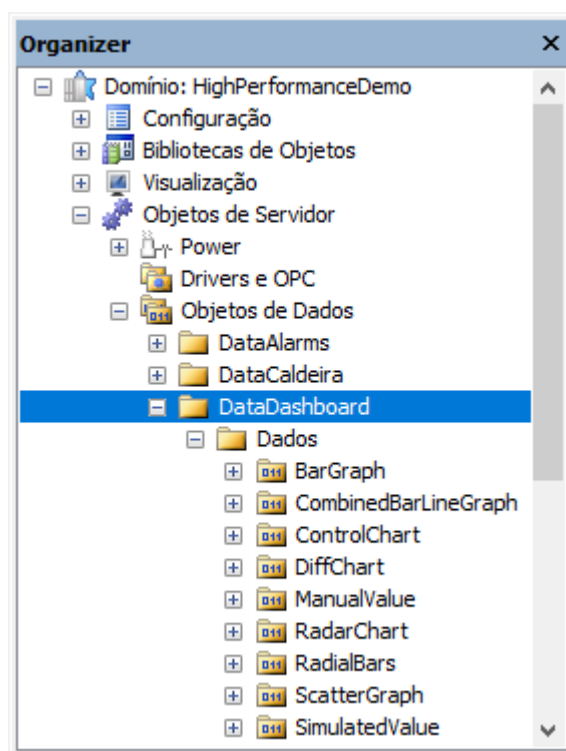 Organizer
Domínio: HighPerformanceDemo
Configuração
Bibliotecas de Objetos
Visualização
Objetos de Servidor
Power
Drivers e OPC
Objetos de Dados
DataAlarms
DataCaldeira
DataDashboard
Dados
BarGraph
CombinedBarLineGraph
ControlChart
DiffChart
ManualValue
RadarChart
RadialBars
ScatterGraph
SimulatedValue